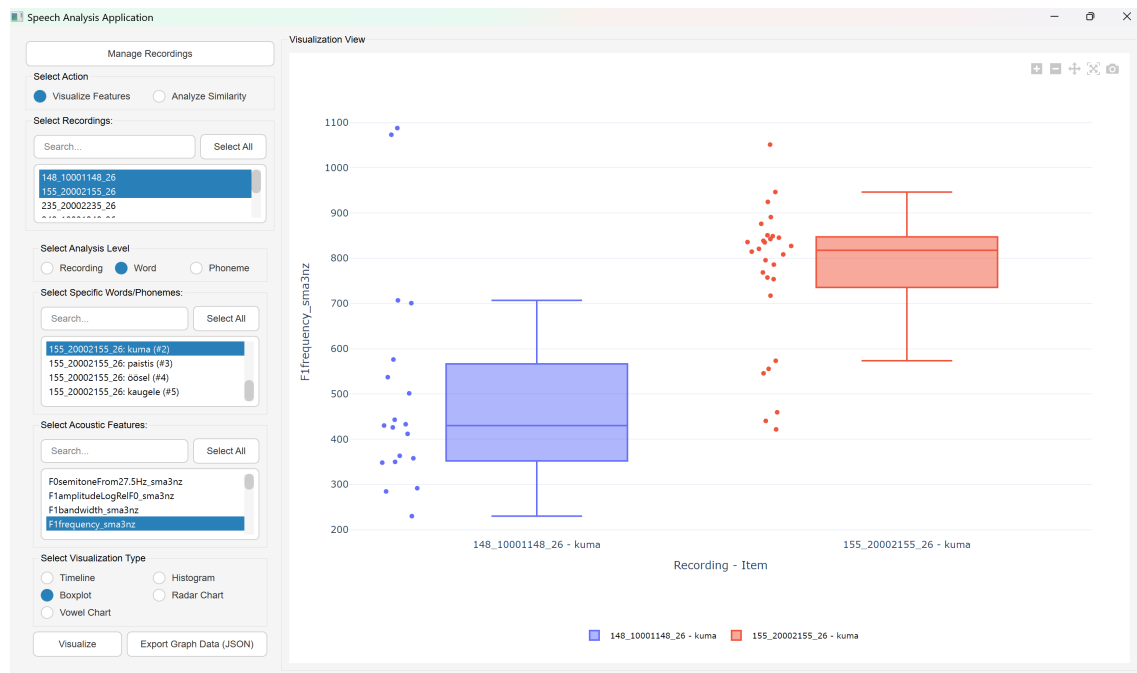 Speech Analysis Application
Manage Recordings
Select Action
Visualize Features
Analyze Similarity
Select Recordings:
Search...
Select All
148_10001148_26
155_20002155_26
235_20002235_26
Select Analysis Level
Recording
Word
Phoneme
Select Specific Words/Phonemes:
Search...
Select All
155_20002155_26: kuma (#2)
155_20002155_26: paistis (#3)
155_20002155_26: öösel (#4)
155_20002155_26: kaugele (#5)
Select Acoustic Features:
Search...
Select All
F0semitoneFrom27.5Hz_sma3nz
F1amplitudeLogRelF0_sma3nz
F1bandwidth_sma3nz
F1frequency_sma3nz
Select Visualization Type
Timeline
Histogram
Boxplot
Radar Chart
Vowel Chart
Visualize
Export Graph Data (JSON)
Visualization View
F1frequency_sma3nz
1100
1000
900
800
700
600
500
400
300
200
148_10001148_26 - kuma
155_20002155_26 - kuma
Recording - Item
148_10001148_26 - kuma
155_20002155_26 - kuma